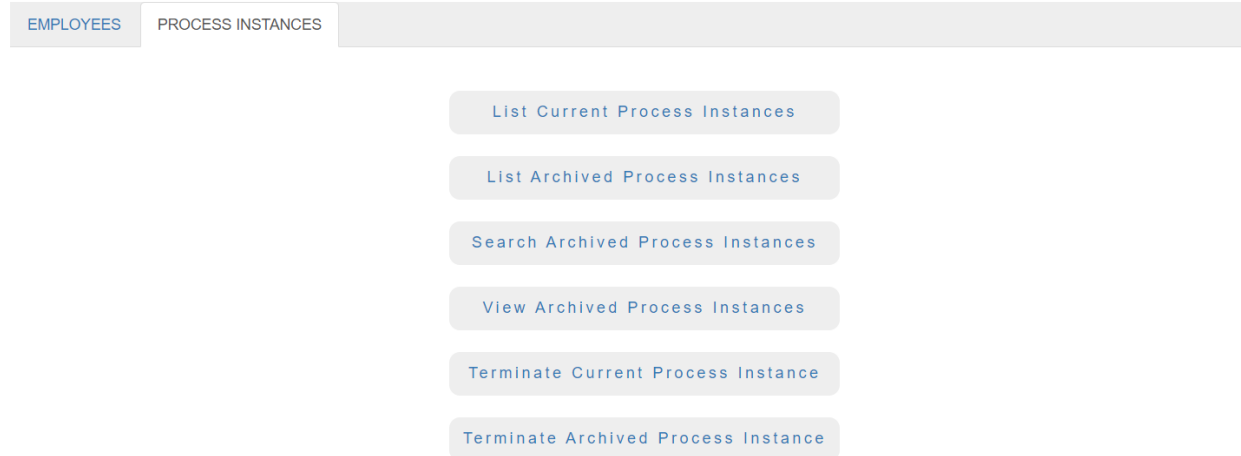 EMPLOYEES PROCESS INSTANCES
List Current Process Instances
List Archived Process Instances
Search Archived Process Instances
View Archived Process Instances
Terminate Current Process Instance
Terminate Archived Process Instance